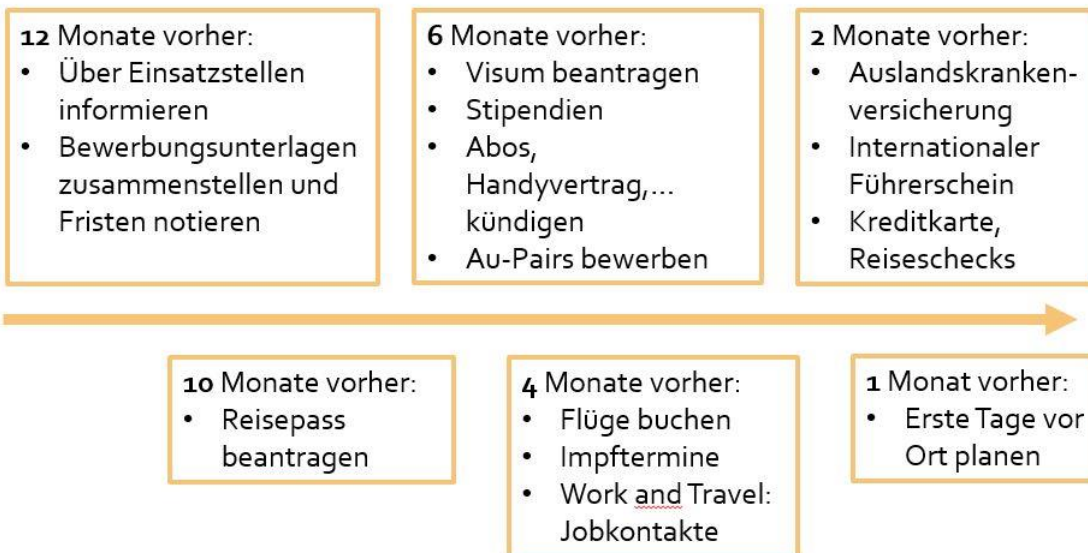 12 Monate vorher:
• Über Einsatzstellen
informieren
• Bewerbungsunterlagen
zusammenstellen und
Fristen notieren
6 Monate vorher:
• Visum beantragen
• Stipendien
• Abos,
Handyvertrag,...
kündigen
• Au-Pairs bewerben
2 Monate vorher:
• Auslandskranken-
versicherung
• Internationaler
Führerschein
• Kreditkarte,
Reiseschecks
10 Monate vorher:
• Reisepass
beantragen
4 Monate vorher:
• Flüge buchen
• Impftermine
• Work and Travel:
Jobkontakte
1 Monat vorher:
• Erste Tage vor
Ort planen